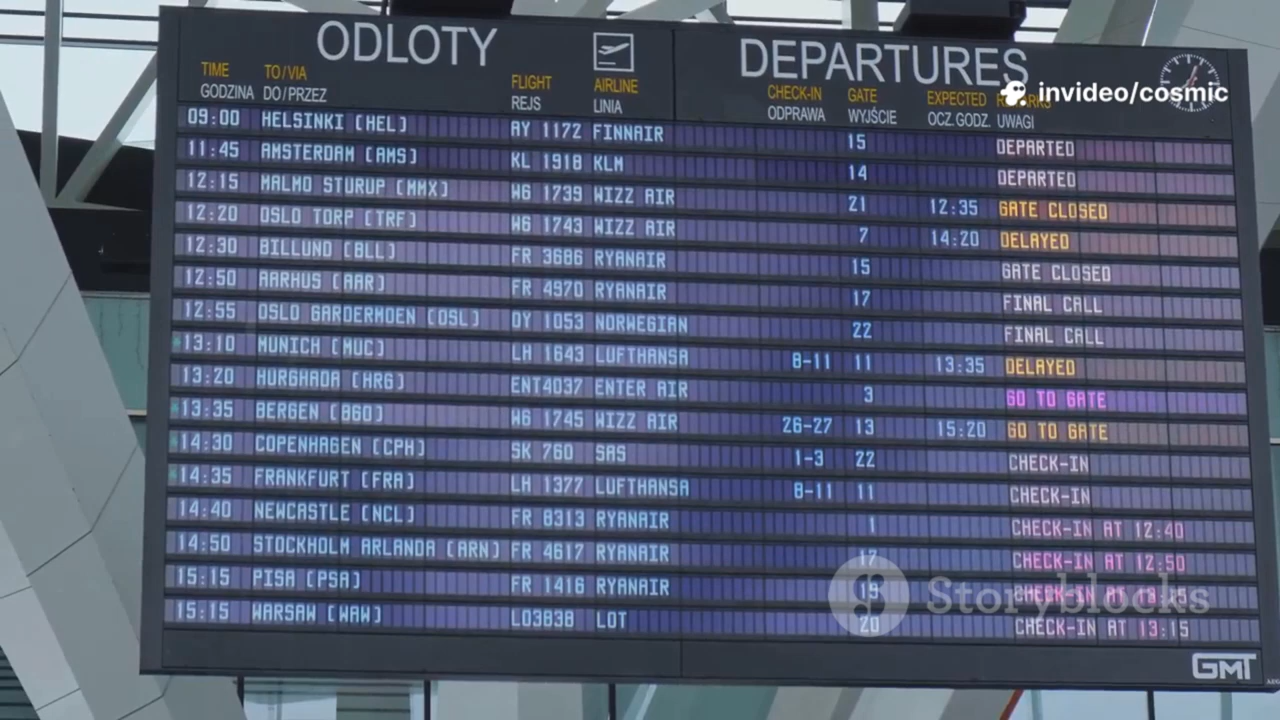 ODLOTY DEPARTURES
TIME TO/VIA FLIGHT AIRLINE CHECK-IN GATE EXPECTED
GODZINA DO/PRZEZ REJS LINIA ODPRAWA WYJŚCIE OCZ.GODZ. UWAGI
invideo/cosmic
09:00 HELSINKI (HEL) AY 1172 FINNAIR 15 DEPARTED
11:45 AMSTERDAM (AMS) KL 1918 KLM 14 DEPARTED
12:15 MALMO STURUP (MMX) W6 1739 WIZZ AIR 21 12:35 GATE CLOSED
12:20 OSLO TORP (TRF) W6 1743 WIZZ AIR 7 14:20 DELAYED
12:30 BILLUND (BLL) FR 3686 RYANAIR 15 GATE CLOSED
12:50 AARHUS (AAR) FR 4970 RYANAIR 17 FINAL CALL
12:55 OSLO GARDERMOEN (OSL) DY 1053 NORWEGIAN 22 FINAL CALL
13:10 MUNICH (MUC) LH 1643 LUFTHANSA 8-11 11 13:35 DELAYED
13:20 HURGHADA (HRG) ENT4037 ENTER AIR 3 GO TO GATE
13:35 BERGEN (BGO) W6 1745 WIZZ AIR 26-27 13 15:20 GO TO GATE
14:30 COPENHAGEN (CPH) SK 760 SAS 1-3 22 CHECK-IN
14:35 FRANKFURT (FRA) LH 1377 LUFTHANSA 8-11 11 CHECK-IN
14:40 NEWCASTLE (NCL) FR 8313 RYANAIR 1 CHECK-IN AT 12:40
14:50 STOCKHOLM ARLANDA (ARN) FR 4617 RYANAIR 17 CHECK-IN AT 12:50
15:15 PISA (PSA) FR 1416 RYANAIR 19 CHECK-IN AT
15:15 WARSAW (WAW) LO3838 LOT 20 CHECK-IN AT 13:15
Storyblocks
GMT